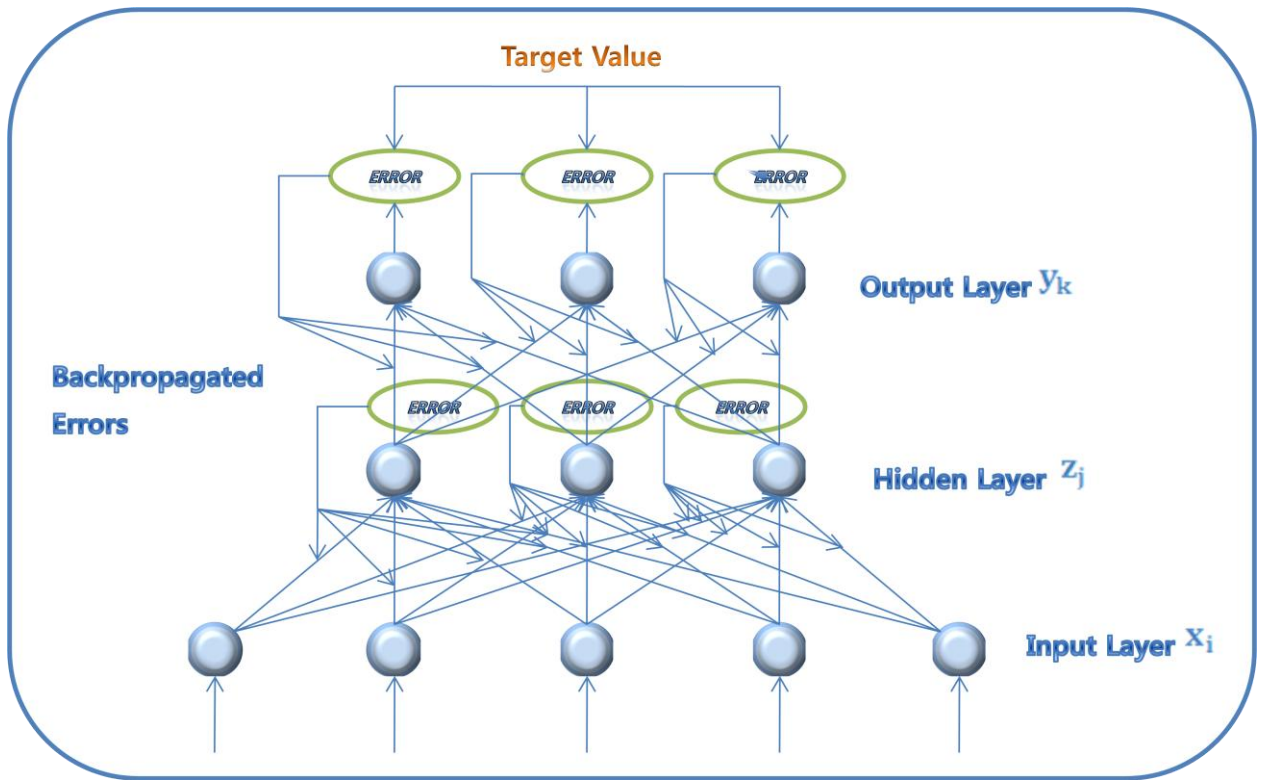 Target Value
ERROR ERROR ERROR
Output Layer yₖ
Backpropagated
Errors
ERROR ERROR ERROR
Hidden Layer zⱼ
Input Layer xᵢ